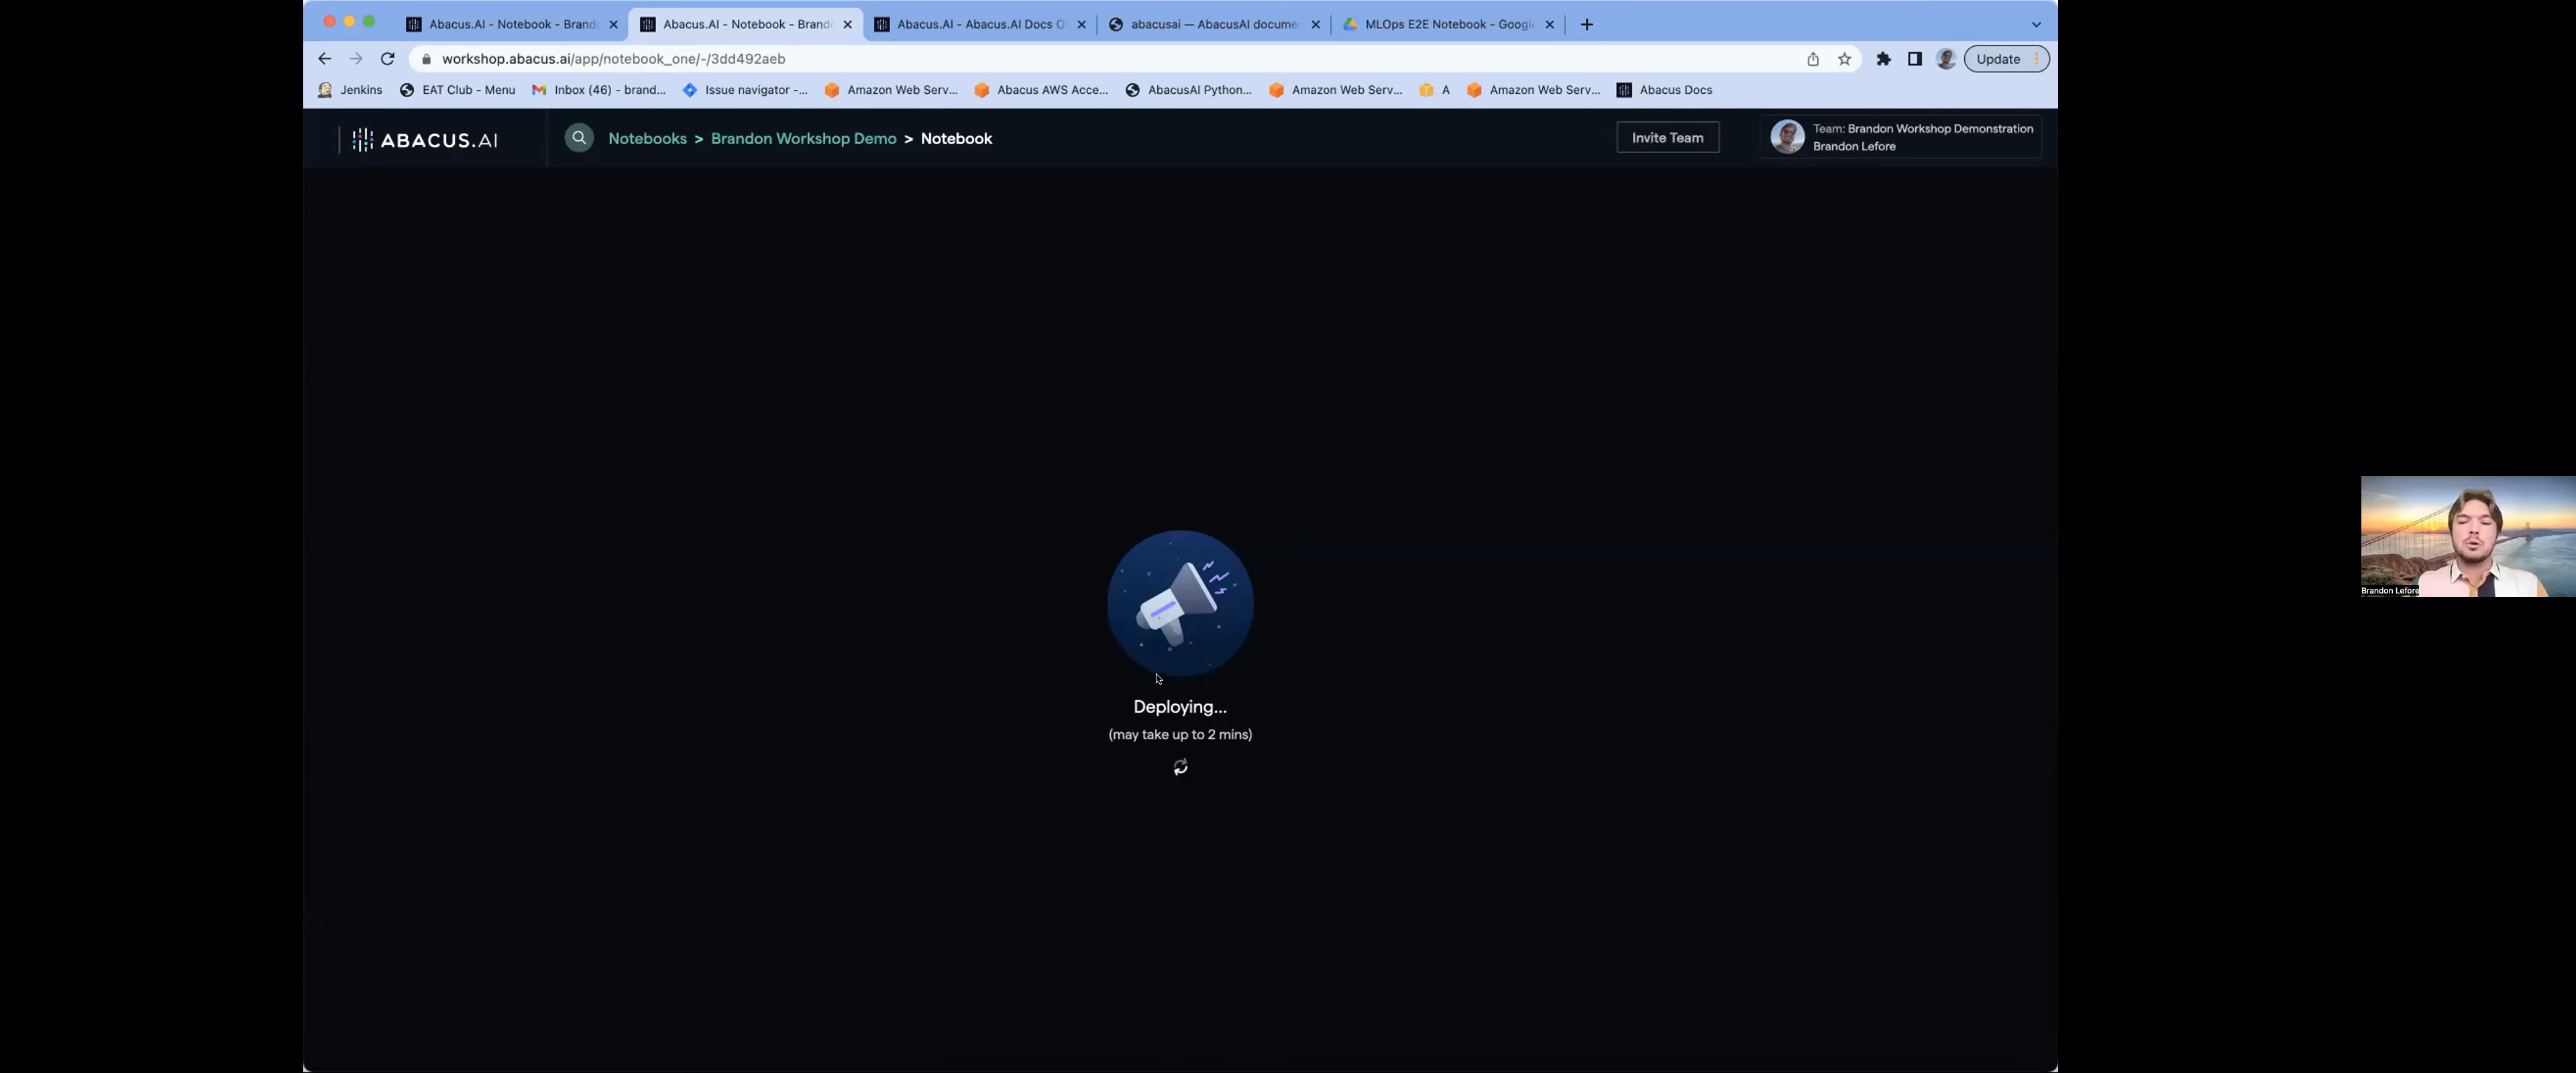 Abacus.AI - Notebook - Brand
Abacus.AI - Notebook - Brand
Abacus.AI - Abacus.AI Docs O
abacusai — AbacusAI docume
MLOps E2E Notebook - Googl
workshop.abacus.ai/app/notebook_one/-/3dd492aeb
Update
Jenkins
EAT Club - Menu
Inbox (46) - brand...
Issue navigator -...
Amazon Web Serv...
Abacus AWS Acce...
AbacusAI Python...
Amazon Web Serv...
A
Amazon Web Serv...
Abacus Docs
ABACUS.AI
Notebooks > Brandon Workshop Demo > Notebook
Invite Team
Team: Brandon Workshop Demonstration
Brandon Lefore
Deploying...
(may take up to 2 mins)
Brandon Lefore